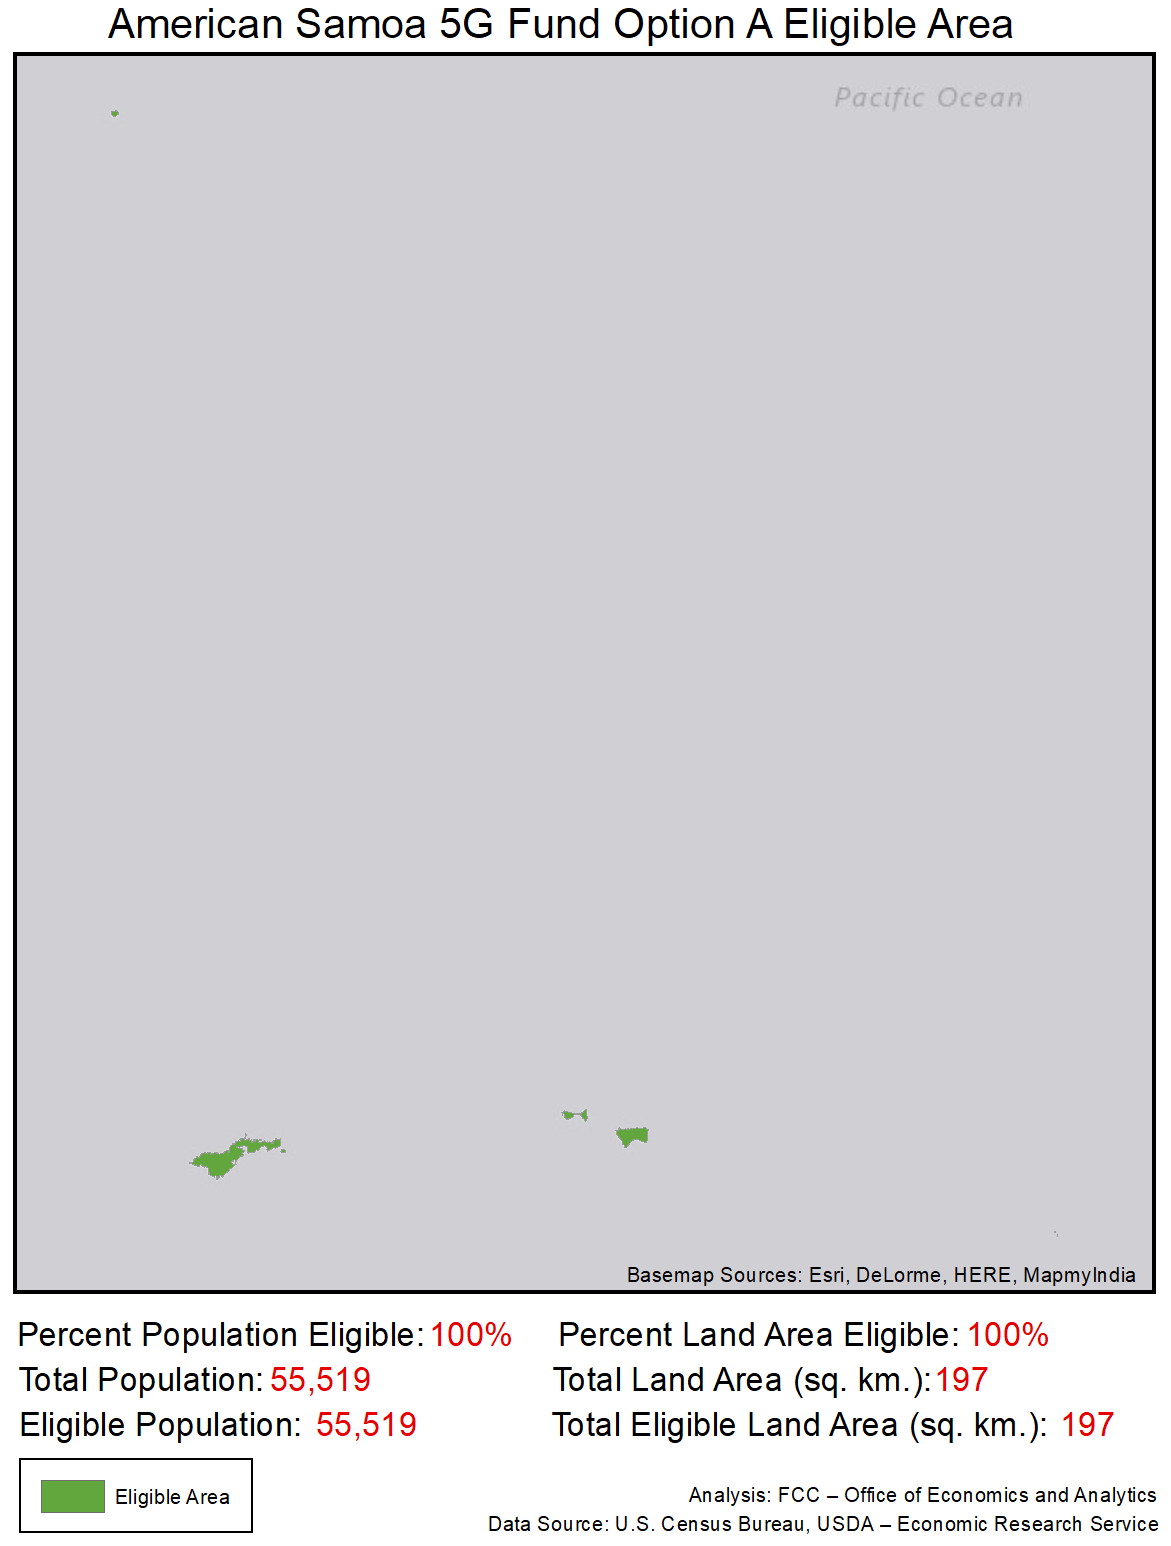 American Samoa 5G Fund Option A Eligible Area
Pacific Ocean
Basemap Sources: Esri, DeLorme, HERE, MapmyIndia
Percent Population Eligible: 100%
Percent Land Area Eligible: 100%
Total Population: 55,519
Total Land Area (sq. km.): 197
Eligible Population: 55,519
Total Eligible Land Area (sq. km.): 197
Eligible Area
Analysis: FCC – Office of Economics and Analytics
Data Source: U.S. Census Bureau, USDA – Economic Research Service